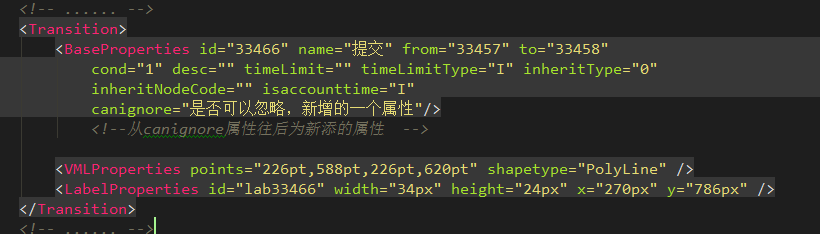 <!-- ...... -->
<Transition>
<BaseProperties id="33466" name="提交" from="33457" to="33458"
cond="1" desc="" timeLimit="" timeLimitType="I" inheritType="0"
inheritNodeCode="" isaccounttime="I"
canignore="是否可以忽略，新增的一个属性"/>
<!--从canignore属性往后为新添的属性  -->
<VMLProperties points="226pt,588pt,226pt,620pt" shapetype="PolyLine" />
<LabelProperties id="lab33466" width="34px" height="24px" x="270px" y="786px" />
</Transition>
<!-- ...... -->